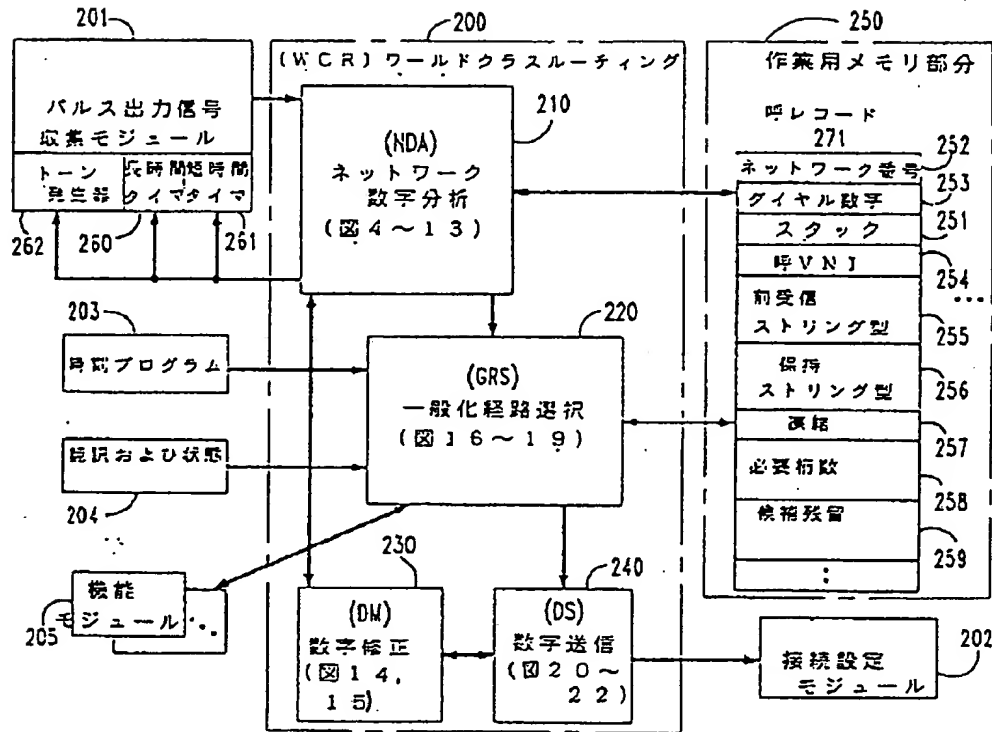 201
パルス出力信号
収集モジュール
トーン
発生器
長時間
タイマ
短時間
タイマ
262
260
261
200
(WCR)ワールドクラスルーティング
210
(NDA)
ネットワーク
数字分析
(図4〜13)
250
作業用メモリ部分
呼レコード
271
252
ネットワーク番号
253
ダイヤル数字
251
スタック
呼VNI
254
...
前受信
ストリング型
255
保持
ストリング型
256
凍結
257
必要桁数
258
候補残留
259
203
時刻プログラム
220
(GRS)
一般化経路選択
(図16〜19)
および状態
204
205
機能
モジュール
230
(DM)
数字修正
(図14,
15)
240
(DS)
数字送信
(図20〜
22)
202
接続設定
モジュール